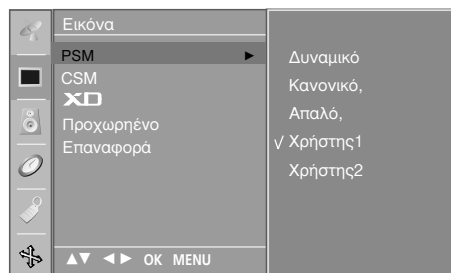 Εικόνα
PSM ►
CSM
XD
Προχωρηένο
Επαναφορά
Δυναμικό
Κανονικό,
Απαλό,
√ Χρήστης1
Χρήστης2
▲▼ ◄► OK MENU